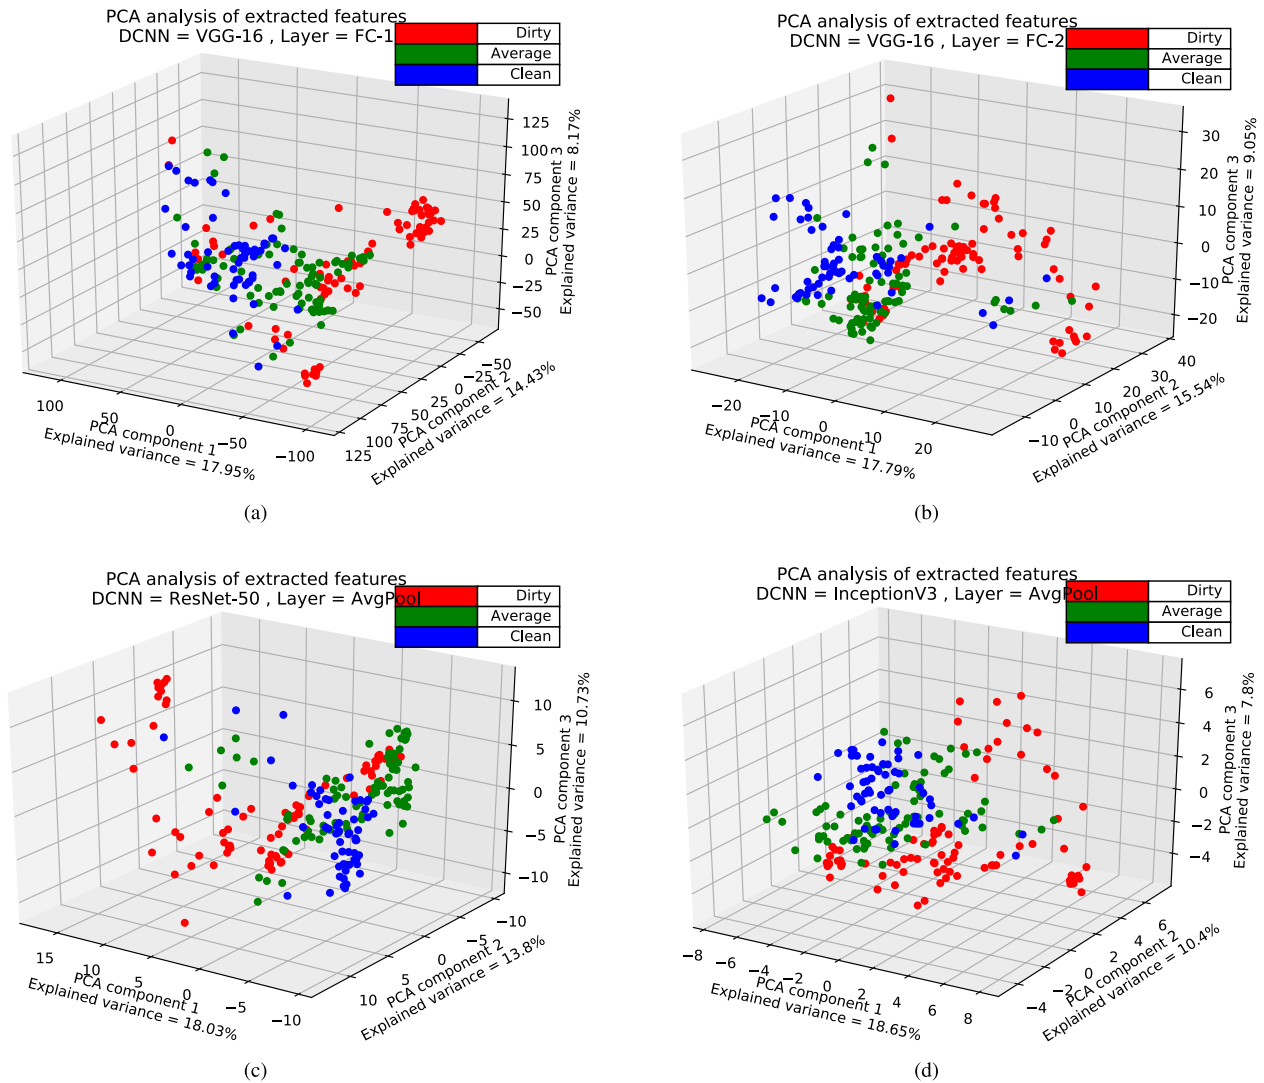 PCA analysis of extracted features
DCNN = VGG-16 , Layer = FC-1
Dirty
Average
Clean
125
100
75
50
25
0
−25
−50
PCA component 3
Explained variance = 8.17%
100
50
0
−50
−100
PCA component 1
Explained variance = 17.95%
−50
−25
0
25
50
75
100
125
PCA component 2
Explained variance = 14.43%
(a)
PCA analysis of extracted features
DCNN = VGG-16 , Layer = FC-2
Dirty
Average
Clean
30
20
10
0
−10
−20
PCA component 3
Explained variance = 9.05%
−20
−10
0
10
20
PCA component 1
Explained variance = 17.79%
40
30
20
10
0
−10
PCA component 2
Explained variance = 15.54%
(b)
PCA analysis of extracted features
DCNN = ResNet-50 , Layer = AvgPool
Dirty
Average
Clean
10
5
0
−5
−10
PCA component 3
Explained variance = 10.73%
15
10
5
0
−5
−10
PCA component 1
Explained variance = 18.03%
−10
−5
0
5
10
PCA component 2
Explained variance = 13.8%
(c)
PCA analysis of extracted features
DCNN = InceptionV3 , Layer = AvgPool
Dirty
Average
Clean
6
4
2
0
−2
−4
PCA component 3
Explained variance = 7.8%
−8
−6
−4
−2
0
2
4
6
8
PCA component 1
Explained variance = 18.65%
6
4
2
0
−2
−4
PCA component 2
Explained variance = 10.4%
(d)